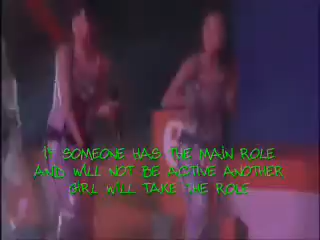 IF SOMEONE HAS THE MAIN ROLE
AND WILL NOT BE ACTIVE ANOTHER
GIRL WILL TAKE THE ROLE